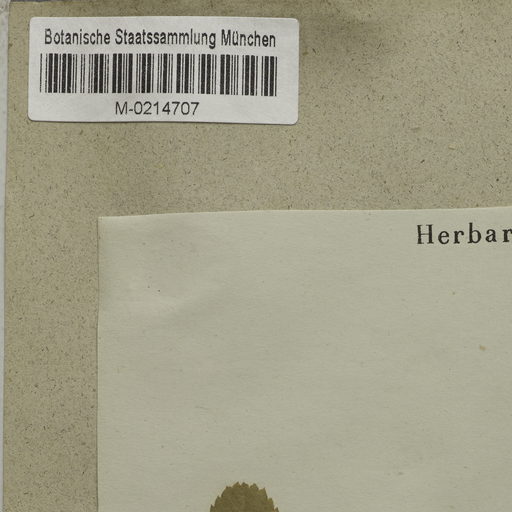 Botanische Staatssammlung München
M-0214707
Herbar